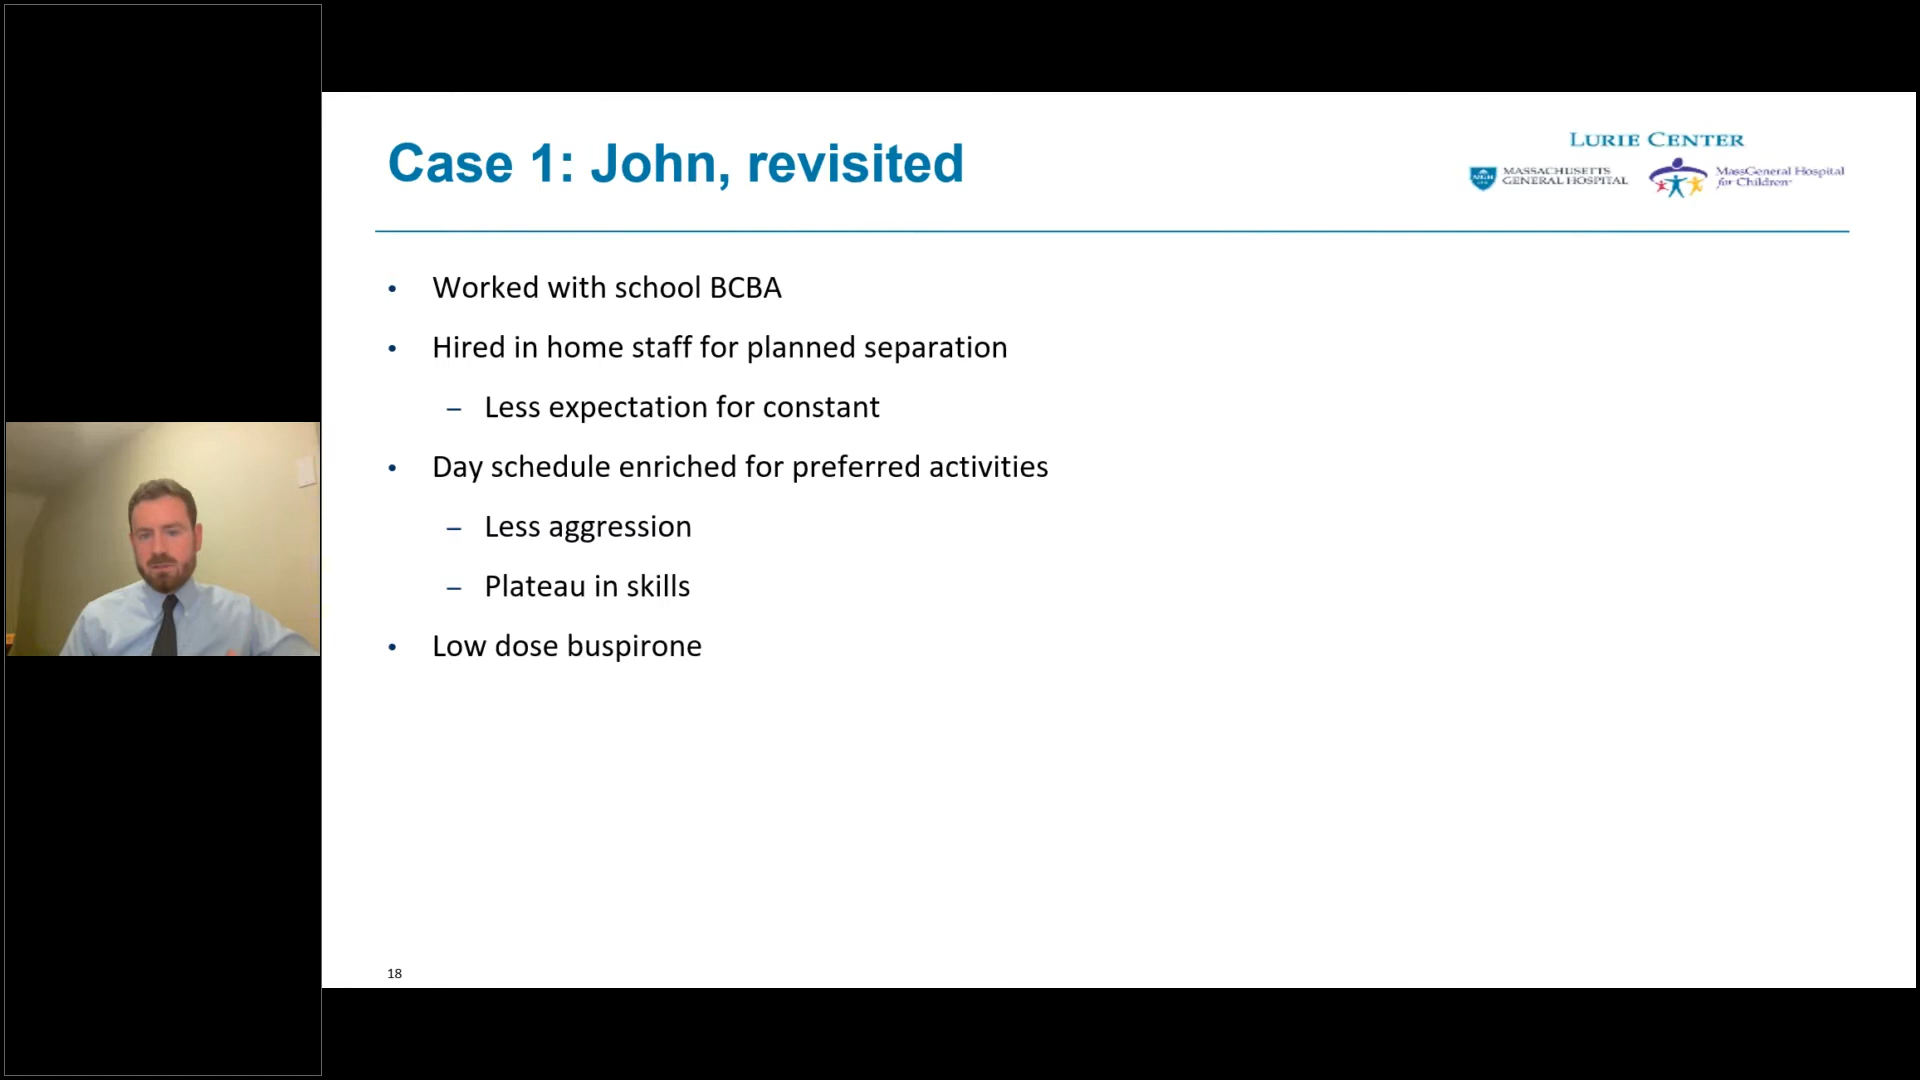 Case 1: John, revisited
LURIE CENTER
MASSACHUSETTS
GENERAL HOSPITAL
MassGeneral Hospital
for Children
• Worked with school BCBA
• Hired in home staff for planned separation
– Less expectation for constant
• Day schedule enriched for preferred activities
– Less aggression
– Plateau in skills
• Low dose buspirone
18